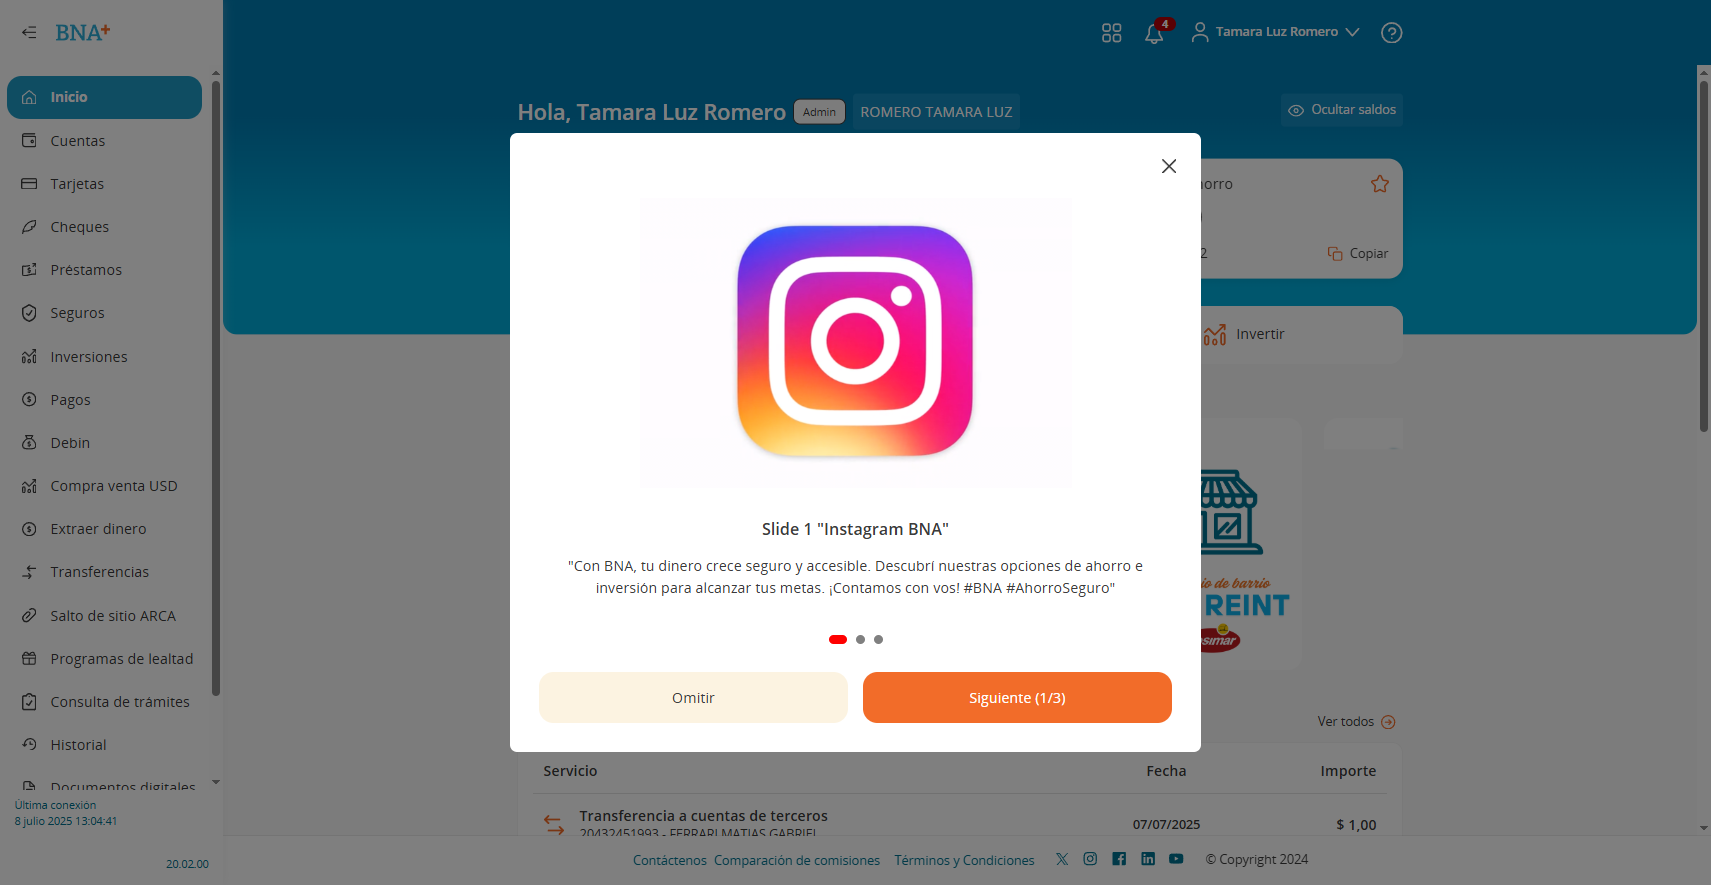 BNA+
4
Tamara Luz Romero
Inicio
Cuentas
Tarjetas
Cheques
Préstamos
Seguros
Inversiones
Pagos
Debin
Compra venta USD
Extraer dinero
Transferencias
Salto de sitio ARCA
Programas de lealtad
Consulta de trámites
Historial
Documentos digitales
Última conexión
8 julio 2025 13:04:41
20.02.00
Hola, Tamara Luz Romero
Admin
ROMERO TAMARA LUZ
Ocultar saldos
horro
2
Copiar
Invertir
Slide 1 "Instagram BNA"
"Con BNA, tu dinero crece seguro y accesible. Descubrí nuestras opciones de ahorro e
inversión para alcanzar tus metas. ¡Contamos con vos! #BNA #AhorroSeguro"
Omitir
Siguiente (1/3)
io de barrio
REINT
simar
Ver todos
Servicio Fecha Importe
Transferencia a cuentas de terceros
20432451993 - FERRARI MATIAS GABRIEL
07/07/2025
$ 1,00
Contáctenos Comparación de comisiones Términos y Condiciones © Copyright 2024